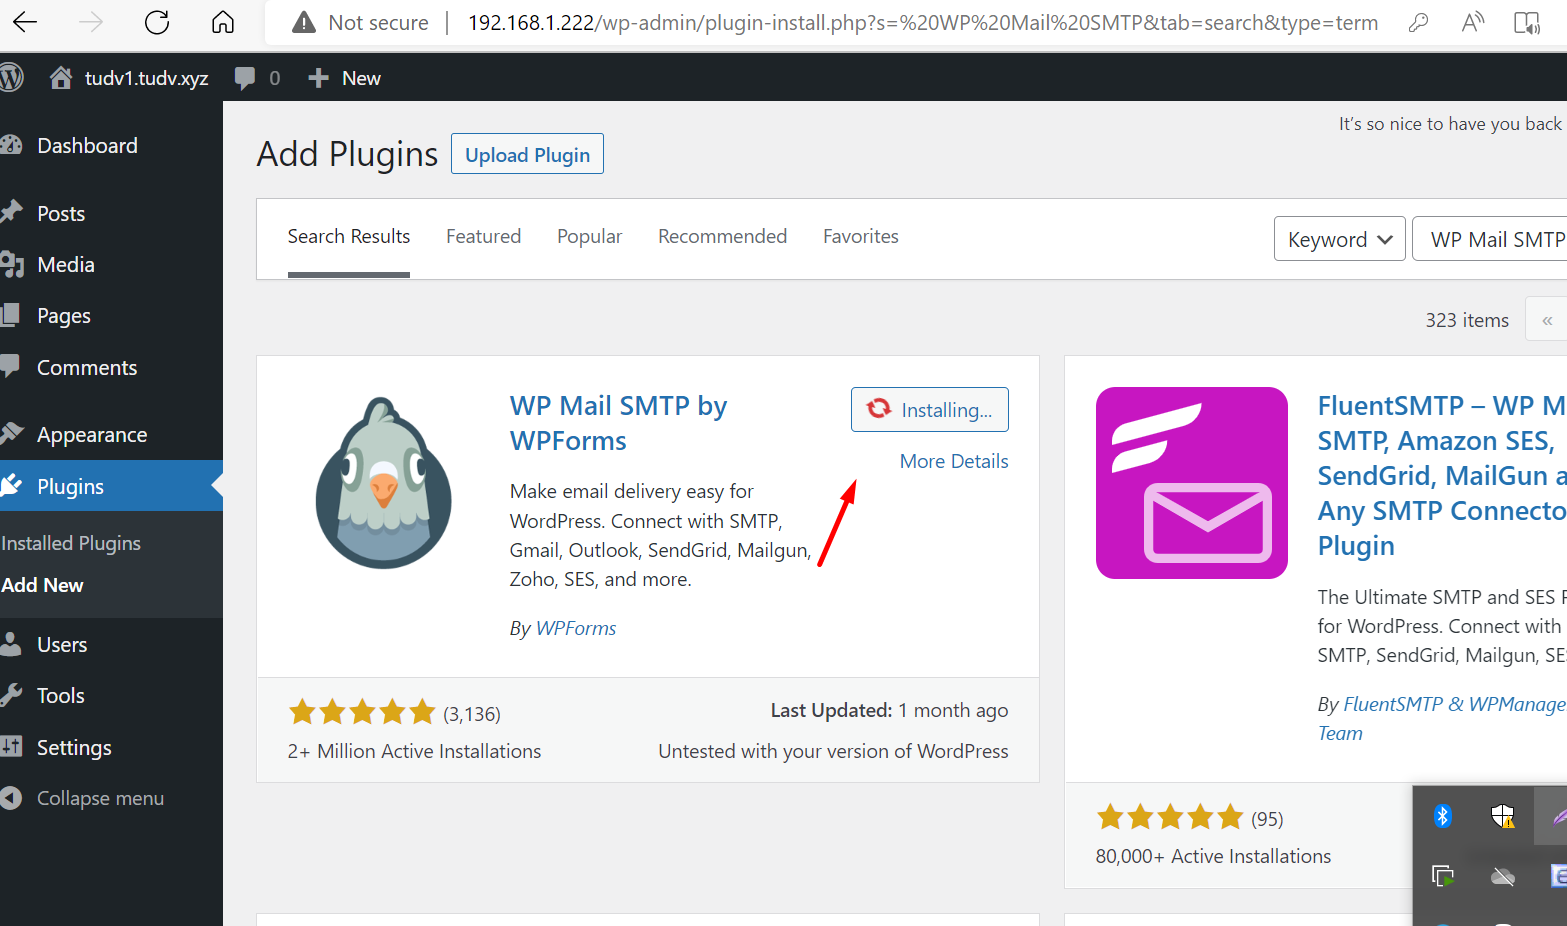 Not secure | 192.168.1.222/wp-admin/plugin-install.php?s=%20WP%20Mail%20SMTP&tab=search&type=term
tudv1.tudv.xyz 0 + New
It's so nice to have you back
Dashboard
Posts
Media
Pages
Comments
Appearance
Plugins
Installed Plugins
Add New
Users
Tools
Settings
Collapse menu
Add Plugins Upload Plugin
Search Results Featured Popular Recommended Favorites Keyword WP Mail SMTP
323 items «
WP Mail SMTP by
WPForms
Installing...
More Details
Make email delivery easy for
WordPress. Connect with SMTP,
Gmail, Outlook, SendGrid, Mailgun,
Zoho, SES, and more.
By WPForms
(3,136)
2+ Million Active Installations
Last Updated: 1 month ago
Untested with your version of WordPress
FluentSMTP – WP M
SMTP, Amazon SES,
SendGrid, MailGun a
Any SMTP Connecto
Plugin
The Ultimate SMTP and SES P
for WordPress. Connect with
SMTP, SendGrid, Mailgun, SE
By FluentSMTP & WPManage
Team
(95)
80,000+ Active Installations